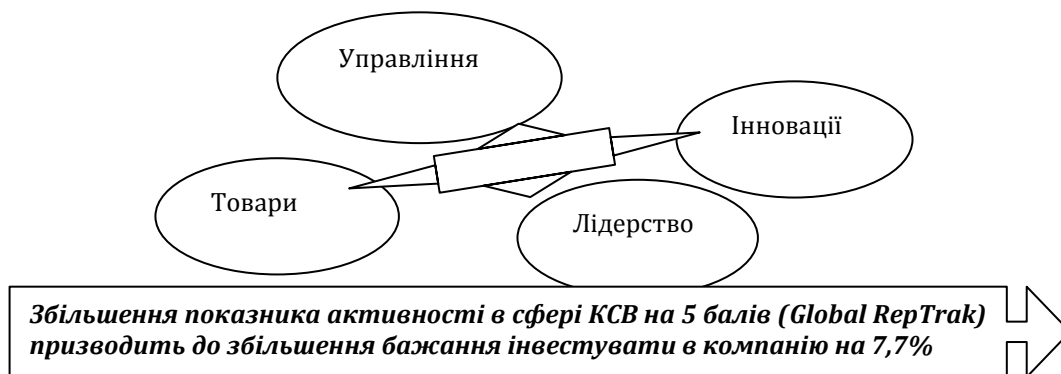 Управління
Інновації
Товари
Лідерство
Збільшення показника активності в сфері КСВ на 5 балів (Global RepTrak)
призводить до збільшення бажання інвестувати в компанію на 7,7%